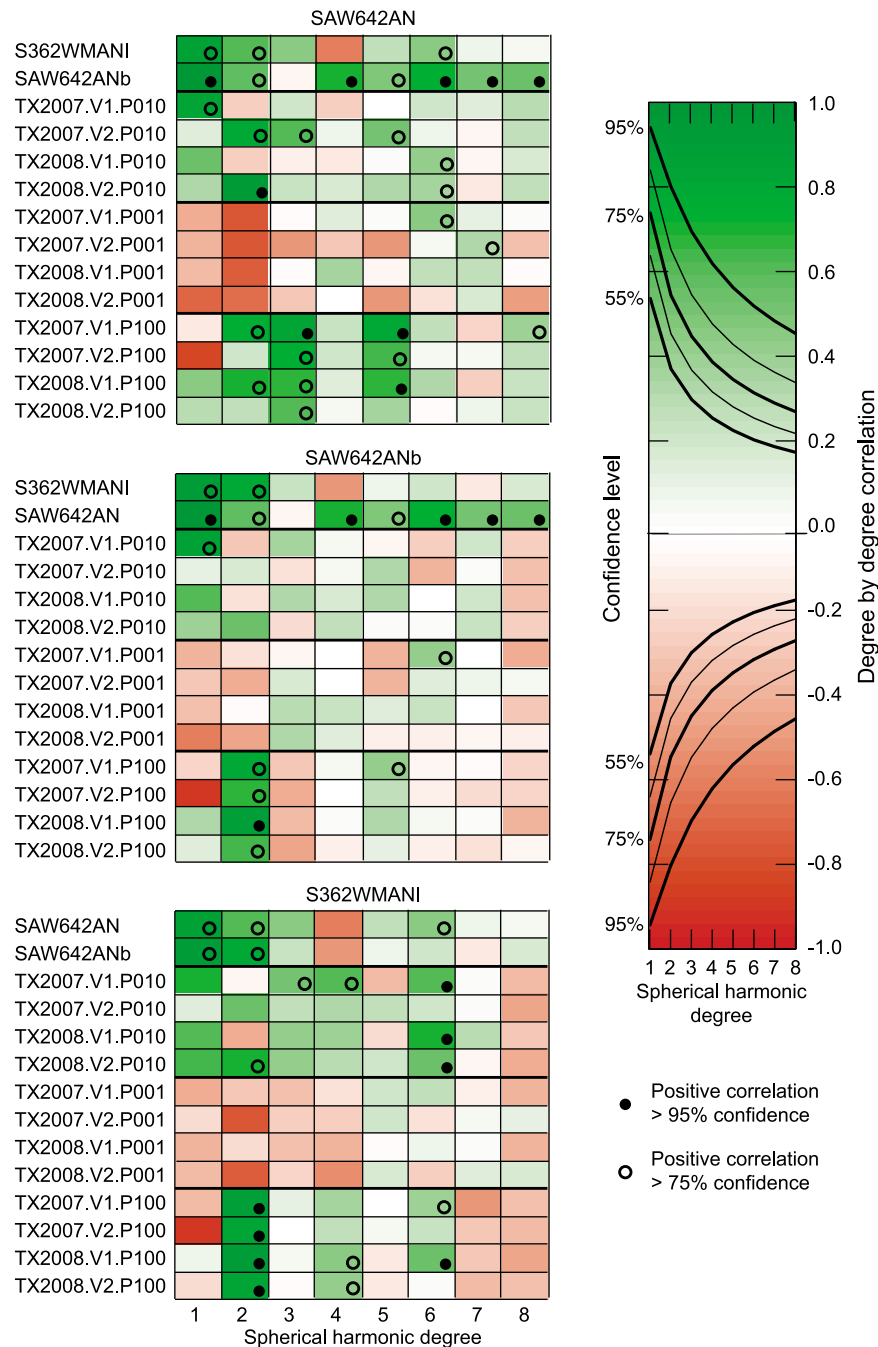 SAW642AN
S362WMANI
SAW642ANb
TX2007.V1.P010
TX2007.V2.P010
TX2008.V1.P010
TX2008.V2.P010
TX2007.V1.P001
TX2007.V2.P001
TX2008.V1.P001
TX2008.V2.P001
TX2007.V1.P100
TX2007.V2.P100
TX2008.V1.P100
TX2008.V2.P100
SAW642ANb
S362WMANI
SAW642AN
TX2007.V1.P010
TX2007.V2.P010
TX2008.V1.P010
TX2008.V2.P010
TX2007.V1.P001
TX2007.V2.P001
TX2008.V1.P001
TX2008.V2.P001
TX2007.V1.P100
TX2007.V2.P100
TX2008.V1.P100
TX2008.V2.P100
S362WMANI
SAW642AN
SAW642ANb
TX2007.V1.P010
TX2007.V2.P010
TX2008.V1.P010
TX2008.V2.P010
TX2007.V1.P001
TX2007.V2.P001
TX2008.V1.P001
TX2008.V2.P001
TX2007.V1.P100
TX2007.V2.P100
TX2008.V1.P100
TX2008.V2.P100
1 2 3 4 5 6 7 8
Spherical harmonic degree
95%
75%
55%
55%
75%
95%
Confidence level
1.0
0.8
0.6
0.4
0.2
0.0
-0.2
-0.4
-0.6
-0.8
-1.0
Degree by degree correlation
1 2 3 4 5 6 7 8
Spherical harmonic
degree
Positive correlation
> 95% confidence
Positive correlation
> 75% confidence